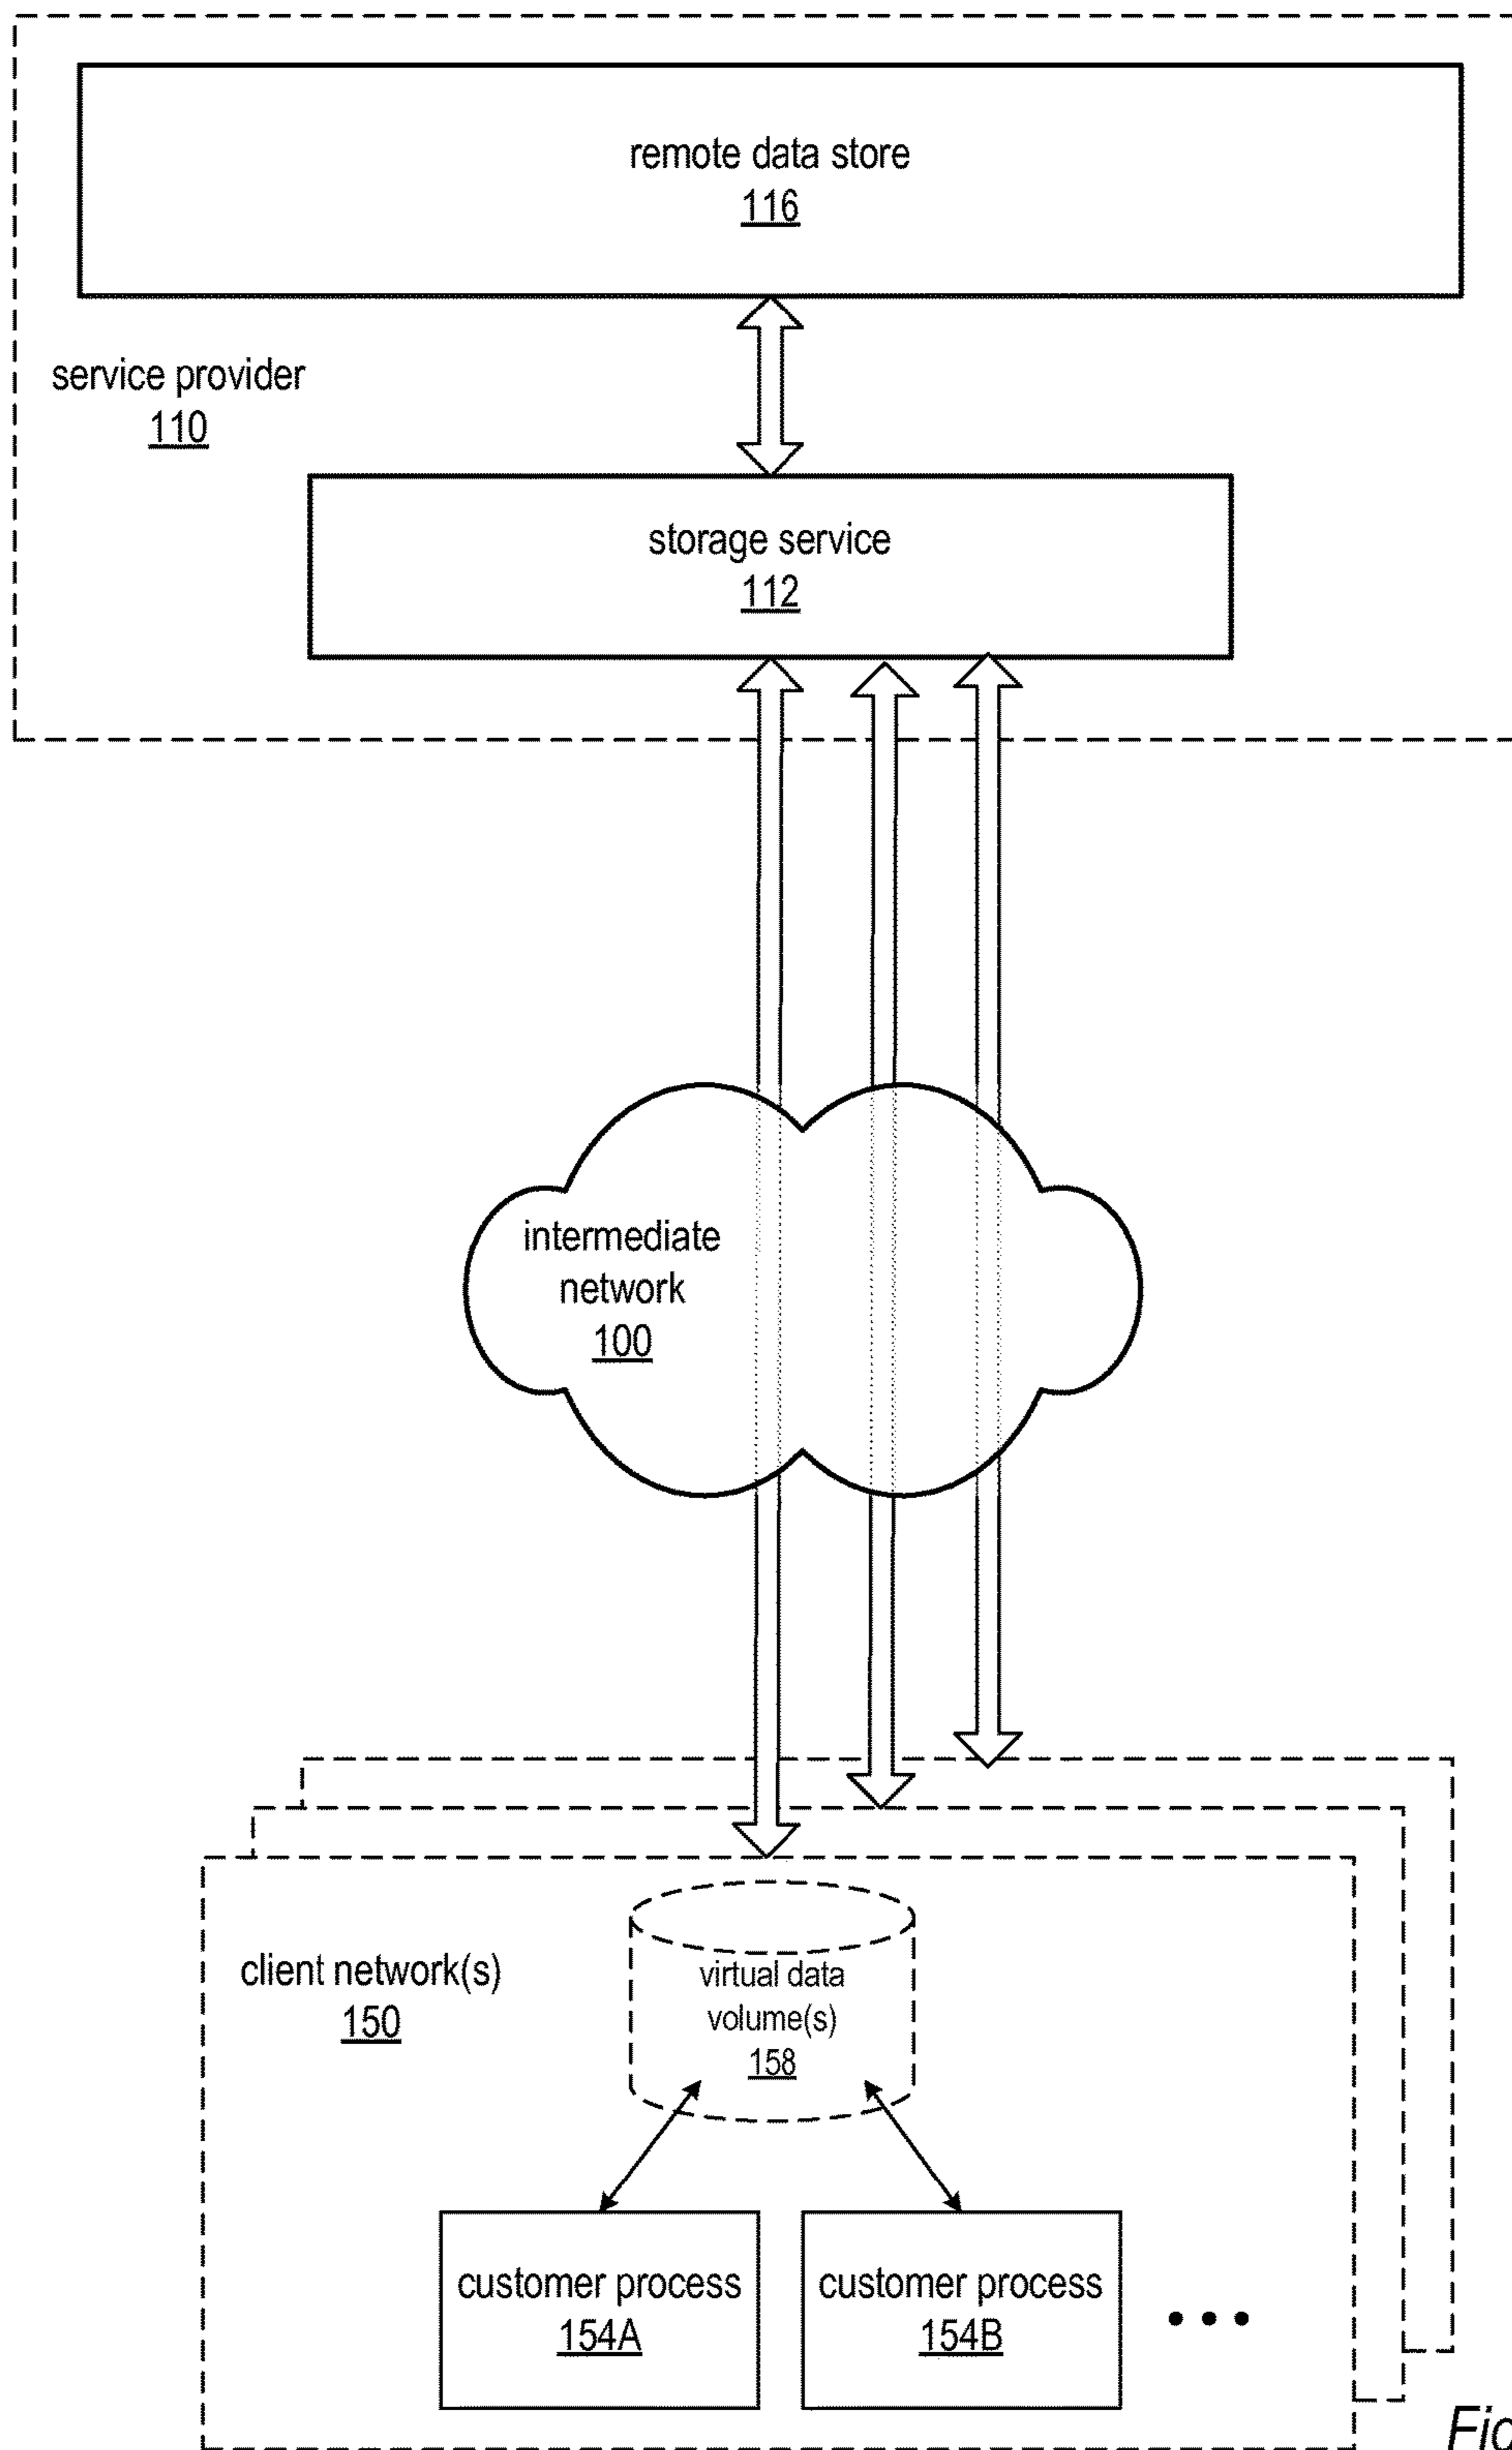 remote data store
116
service provider
110
storage service
112
intermediate
network
100
client network(s)
150
virtual data
volume(s)
158
customer process
154A
customer process
154B
Fig